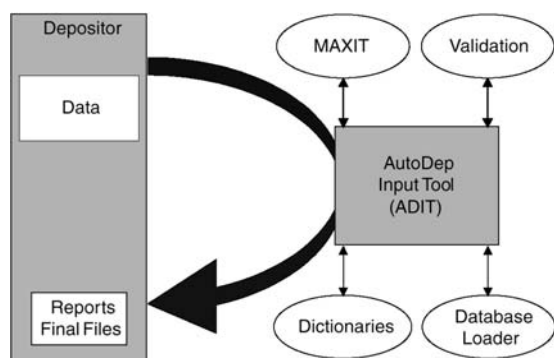 Depositor
Data
Reports
Final Files
MAXIT
Validation
AutoDep
Input Tool
(ADIT)
Dictionaries
Database
Loader